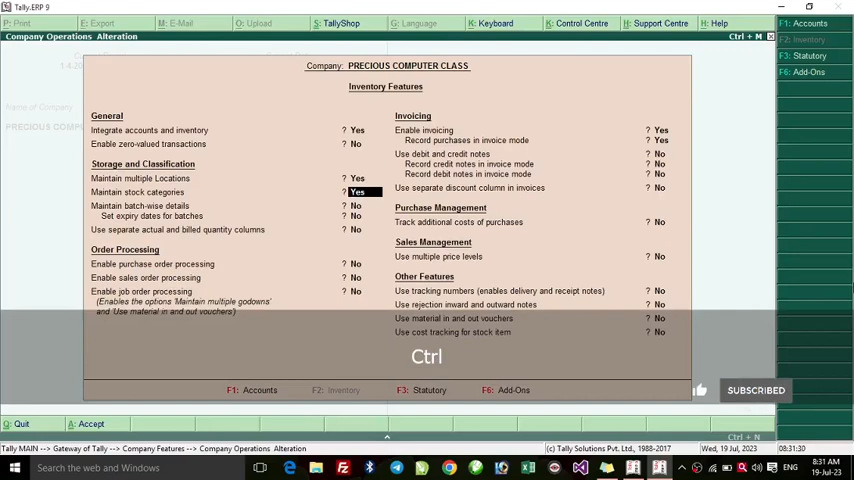 Tally.ERP 9
P: Print
E: Export
M: E-Mail
O: Upload
S: TallyShop
G: Language
K: Keyboard
K: Control Centre
H: Support Centre
H: Help
F1: Accounts
F2: Inventory
F3: Statutory
F6: Add-Ons
Company Operations Alteration
Ctrl + M
Company: PRECIOUS COMPUTER CLASS
1-4-20
Inventory Features
Name of Company
PRECIOUS COMPU
General
Integrate accounts and inventory ? Yes
Enable zero-valued transactions ? No
Storage and Classification
Maintain multiple Locations ? Yes
Maintain stock categories ? Yes
Maintain batch-wise details ? No
Set expiry dates for batches ? No
Use separate actual and billed quantity columns ? No
Order Processing
Enable purchase order processing ? No
Enable sales order processing ? No
Enable job order processing ? No
(Enables the options 'Maintain multiple godowns'
and 'Use material in and out vouchers')
Invoicing
Enable invoicing ? Yes
Record purchases in invoice mode ? Yes
Use debit and credit notes ? No
Record credit notes in invoice mode ? No
Record debit notes in invoice mode ? No
Use separate discount column in invoices ? No
Purchase Management
Track additional costs of purchases ? No
Sales Management
Use multiple price levels ? No
Other Features
Use tracking numbers (enables delivery and receipt notes) ? No
Use rejection inward and outward notes ? No
Use material in and out vouchers ? No
Use cost tracking for stock item ? No
Ctrl
SUBSCRIBED
F1: Accounts
F2: Inventory
F3: Statutory
F6: Add-Ons
Q: Quit
A: Accept
Ctrl + N
Tally MAIN --> Gateway of Tally --> Company Features --> Company Operations Alteration
(c) Tally Solutions Pvt. Ltd., 1988-2017
Wed, 19 Jul, 2023
08:31:30
Search the web and Windows
ENG
8:31 AM
19-Jul-23